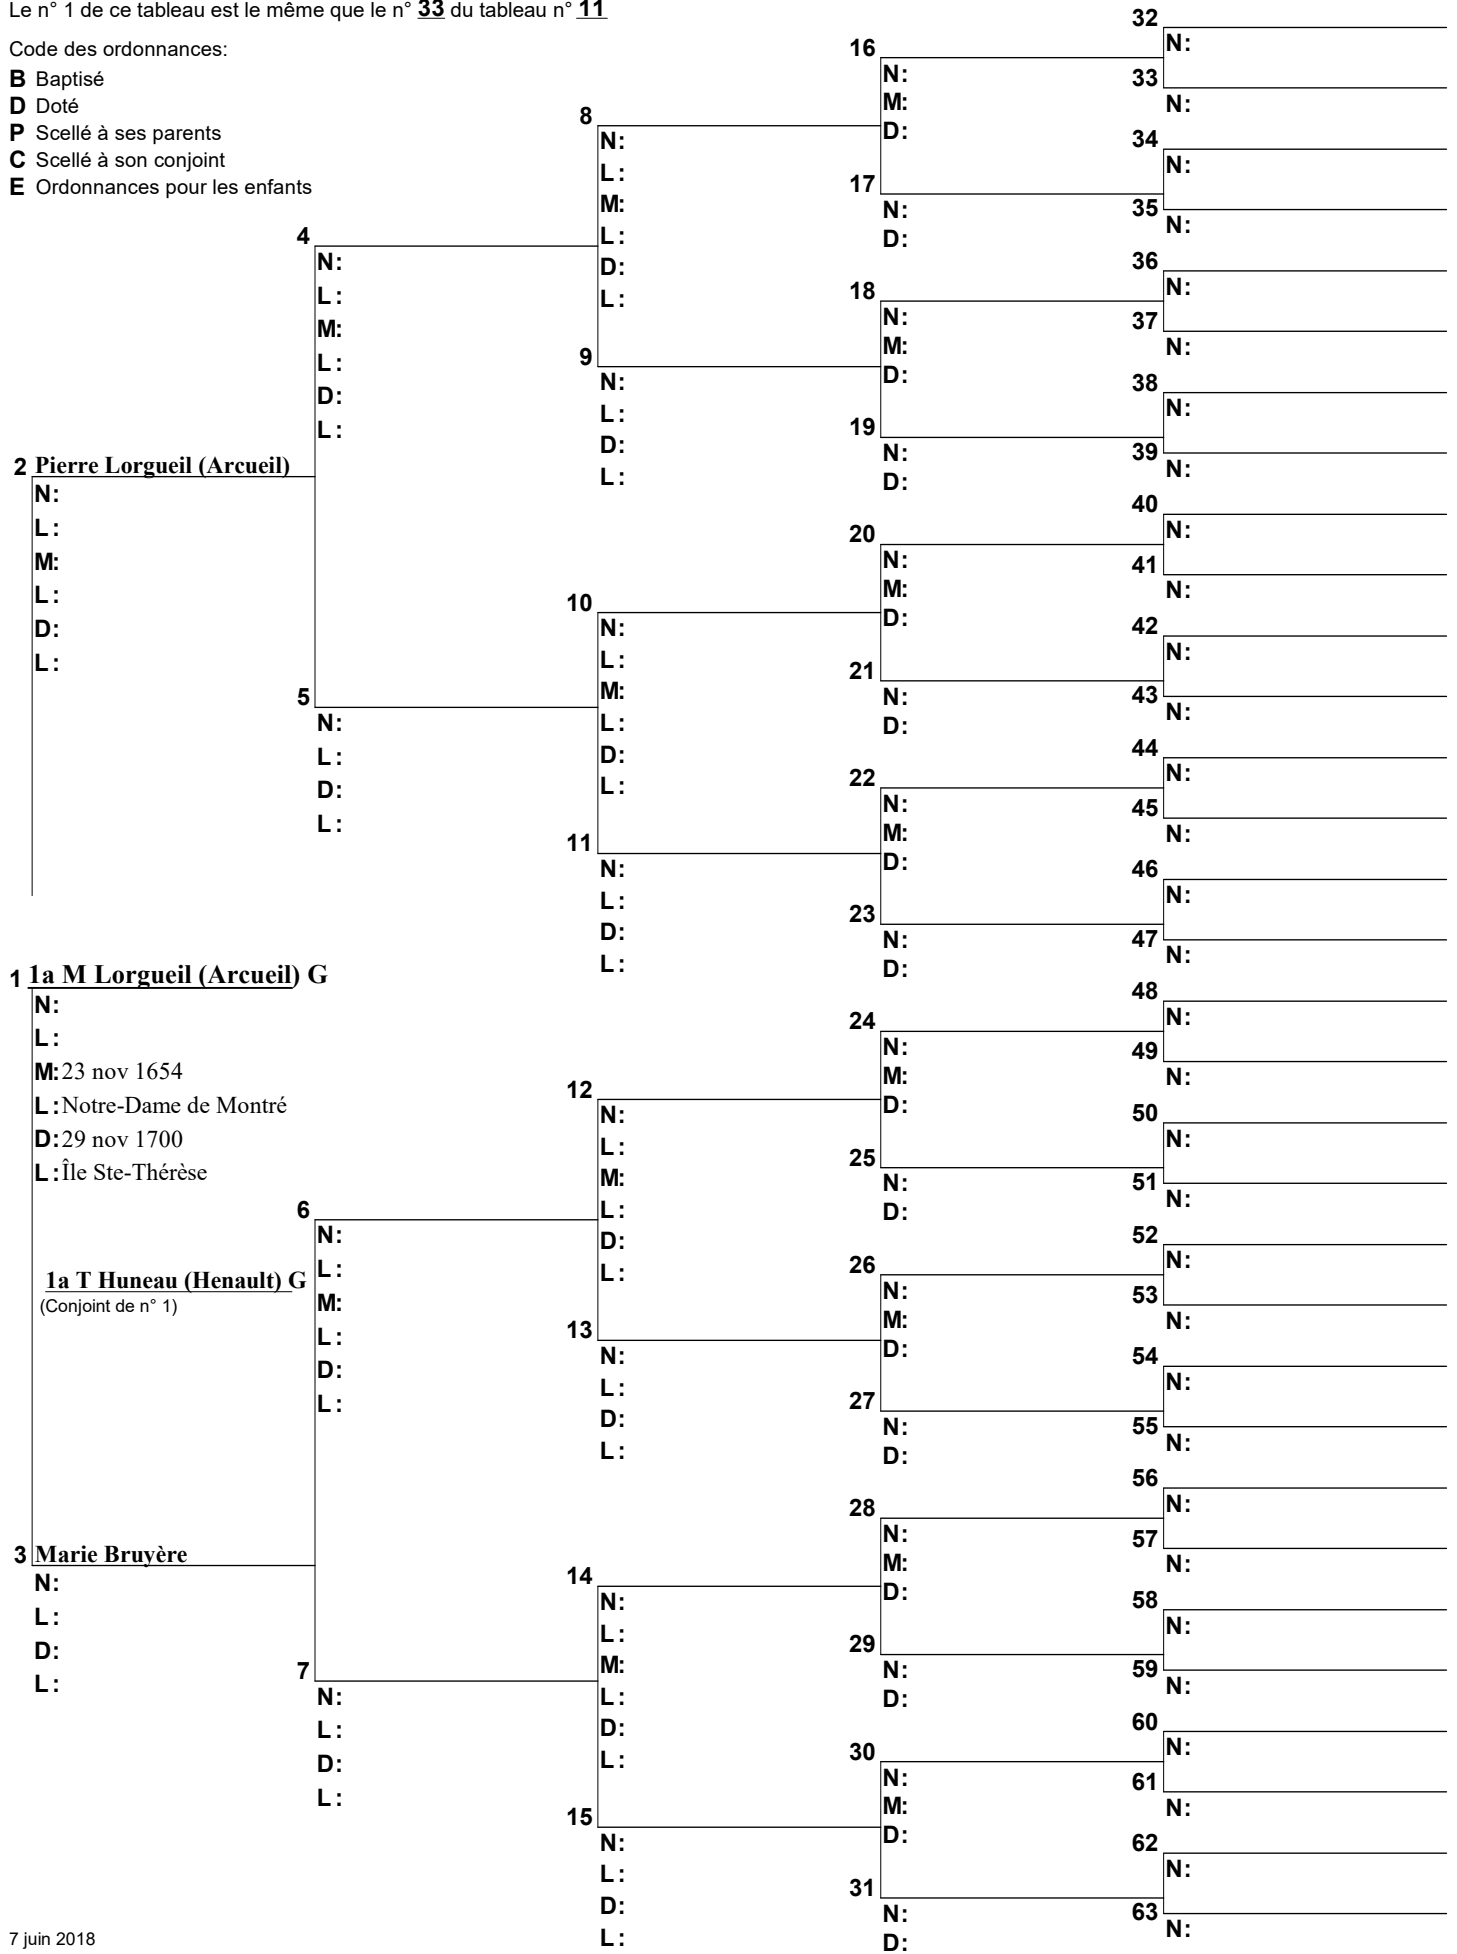 Le n° 1 de ce tableau est le même que le n° 33 du tableau n° 11
Code des ordonnances:
B Baptisé
D Doté
P Scellé à ses parents
C Scellé à son conjoint
E Ordonnances pour les enfants
2 Pierre Lorgueil (Arcueil)
N:
L:
M:
L:
D:
L:
1 1a M Lorgueil (Arcueil) G
N:
L:
M: 23 nov 1654
L: Notre-Dame de Montré
D: 29 nov 1700
L: Île Ste-Thérèse
1a T Huneau (Henault) G
(Conjoint de n° 1)
3 Marie Bruyère
N:
L:
D:
L:
4
N:
L:
M:
L:
D:
L:
5
N:
L:
D:
L:
6
N:
L:
M:
L:
D:
L:
7
N:
L:
D:
L:
8
N:
L:
M:
L:
D:
L:
9
N:
L:
D:
L:
10
N:
L:
M:
L:
D:
L:
11
N:
L:
D:
L:
12
N:
L:
M:
L:
D:
L:
13
N:
L:
D:
L:
14
N:
L:
M:
L:
D:
L:
15
N:
L:
D:
L:
16
N:
M:
D:
17
N:
D:
18
N:
M:
D:
19
N:
D:
20
N:
M:
D:
21
N:
D:
22
N:
M:
D:
23
N:
D:
24
N:
M:
D:
25
N:
D:
26
N:
M:
D:
27
N:
D:
28
N:
M:
D:
29
N:
D:
30
N:
M:
D:
31
N:
D:
32
N:
33
N:
34
N:
35
N:
36
N:
37
N:
38
N:
39
N:
40
N:
41
N:
42
N:
43
N:
44
N:
45
N:
46
N:
47
N:
48
N:
49
N:
50
N:
51
N:
52
N:
53
N:
54
N:
55
N:
56
N:
57
N:
58
N:
59
N:
60
N:
61
N:
62
N:
63
N:
7 juin 2018